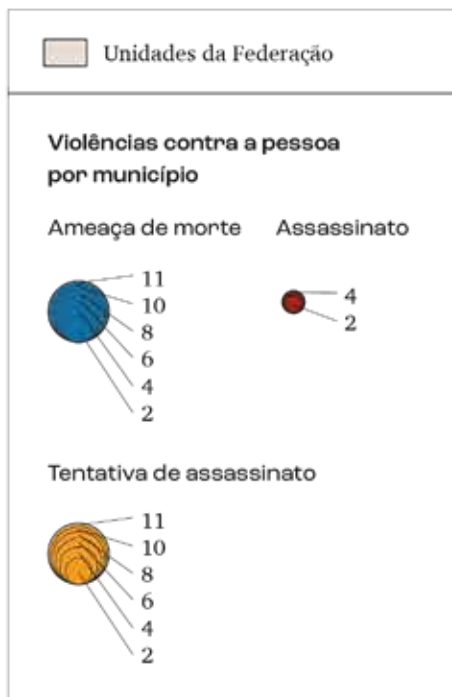 Unidades da Federação
Violências contra a pessoa
por município
Ameaça de morte
11
10
8
6
4
2
Assassinato
4
2
Tentativa de assassinato
11
10
8
6
4
2